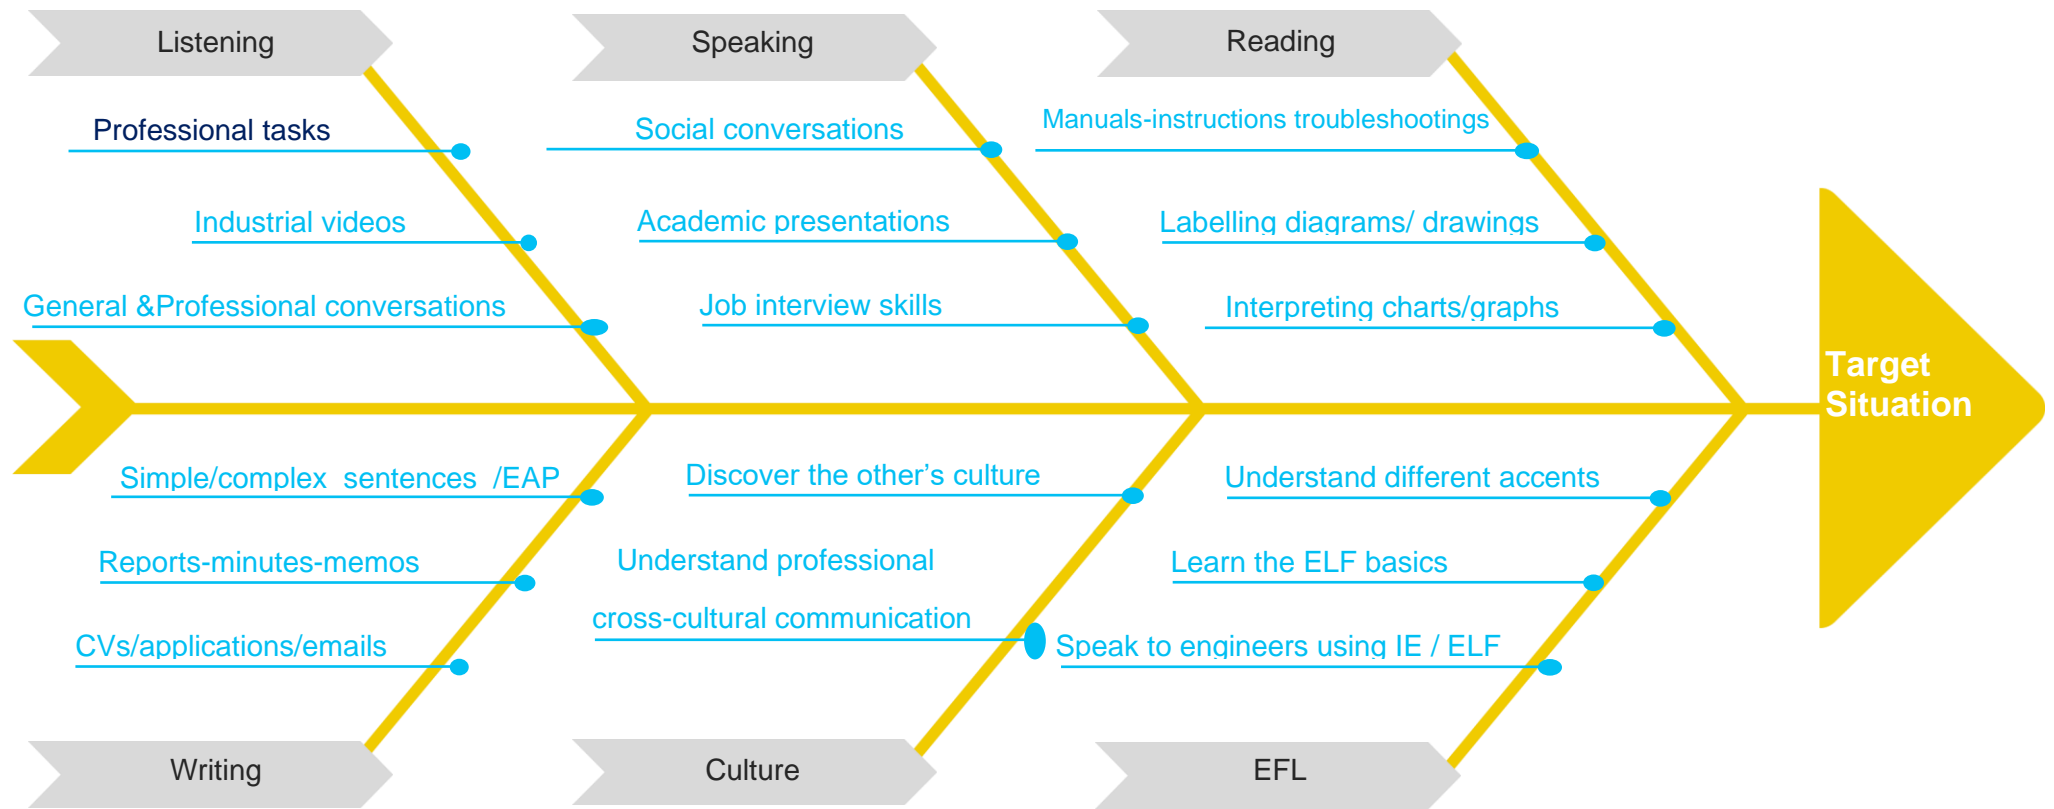 Listening
Speaking
Reading
Professional tasks
Social conversations
Manuals-instructions troubleshootings
Industrial videos
Academic presentations
Labelling diagrams/ drawings
General &Professional conversations
Job interview skills
Interpreting charts/graphs
Target
Situation
Simple/complex  sentences  /EAP
Discover the other’s culture
Understand different accents
Reports-minutes-memos
Understand professional
cross-cultural communication
Learn the ELF basics
CVs/applications/emails
Speak to engineers using IE / ELF
Writing
Culture
EFL